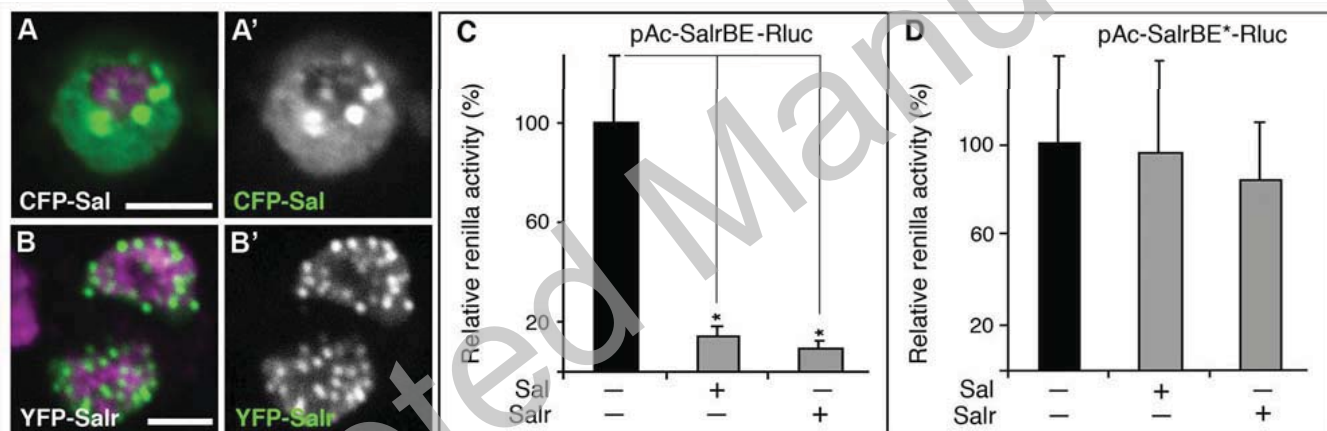 A
CFP-Sal
A'
CFP-Sal
B
YFP-Salr
B'
YFP-Salr
C
pAc-SalrBE-Rluc
Relative renilla activity (%)
100
60
20
*
*
Sal — + —
Salr — — +
D
pAc-SalrBE*-Rluc
Relative renilla activity (%)
100
60
20
Sal — + —
Salr — — +